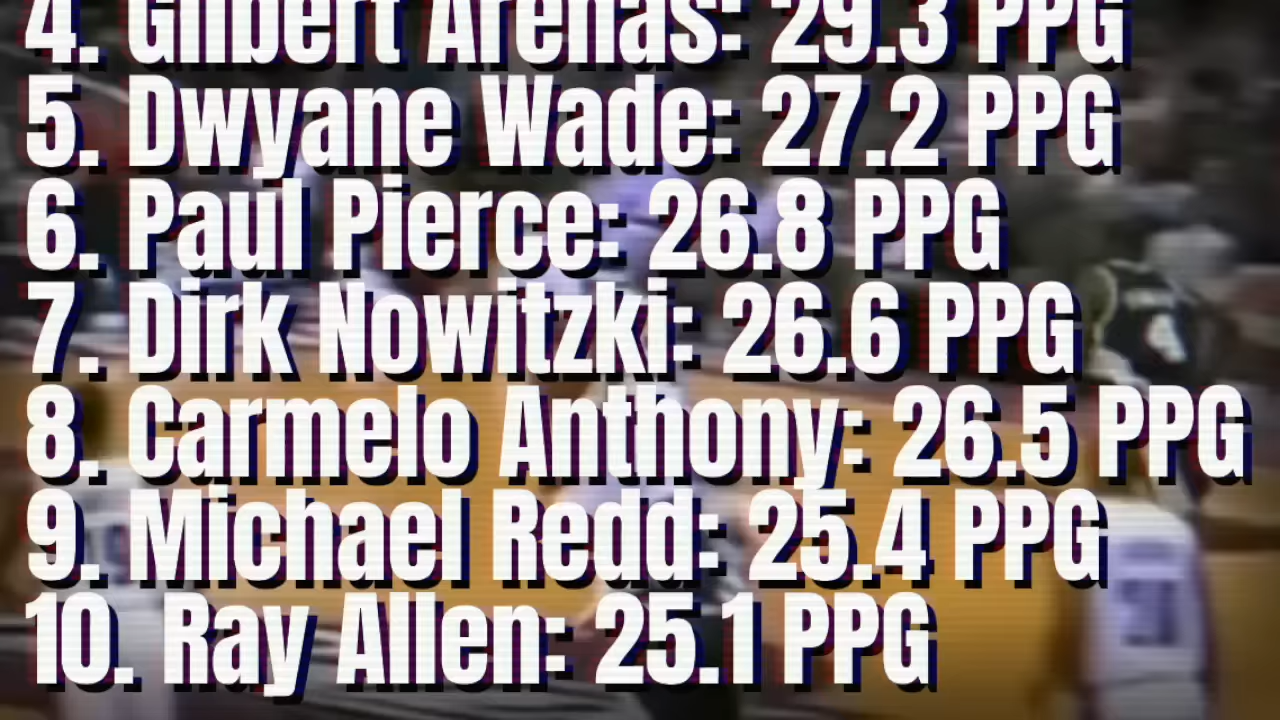 4. Gilbert Arenas: 29.3 PPG
5. Dwyane Wade: 27.2 PPG
6. Paul Pierce: 26.8 PPG
7. Dirk Nowitzki: 26.6 PPG
8. Carmelo Anthony: 26.5 PPG
9. Michael Redd: 25.4 PPG
10. Ray Allen: 25.1 PPG